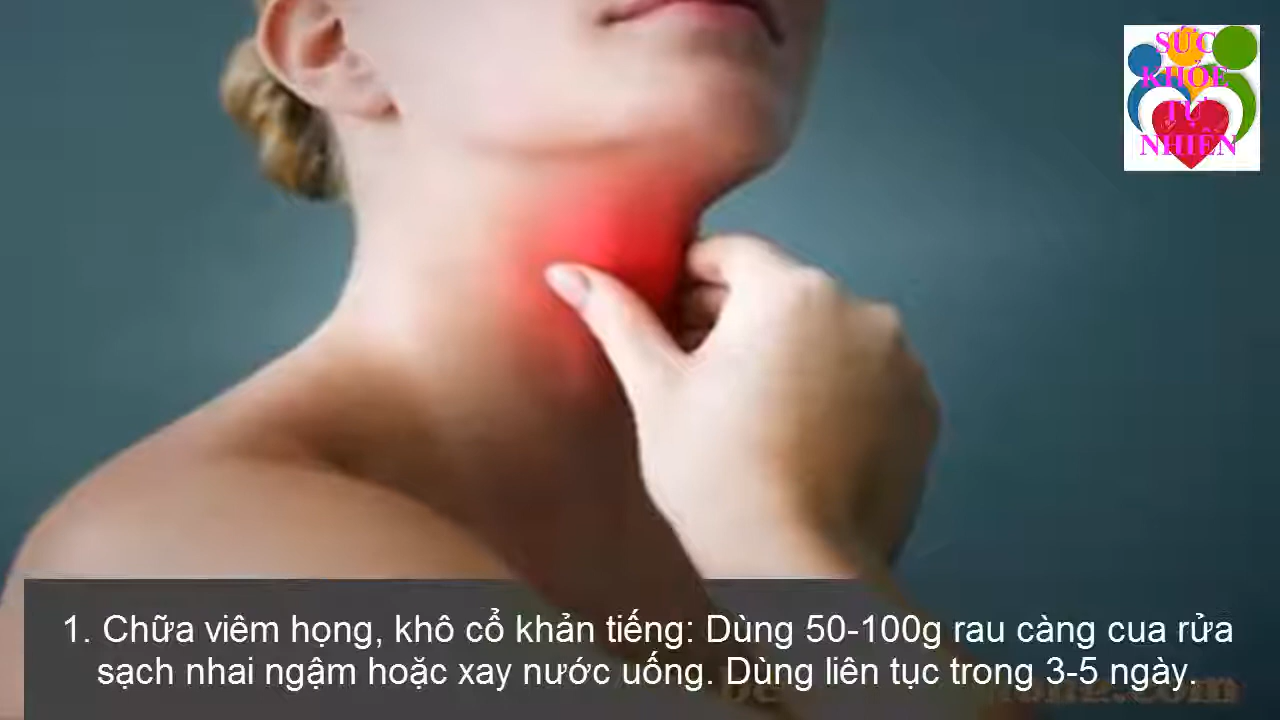 SỨC
KHỎE
TỰ
NHIÊN
1. Chữa viêm họng, khô cổ khản tiếng: Dùng 50-100g rau càng cua rửa
sạch nhai ngậm hoặc xay nước uống. Dùng liên tục trong 3-5 ngày.